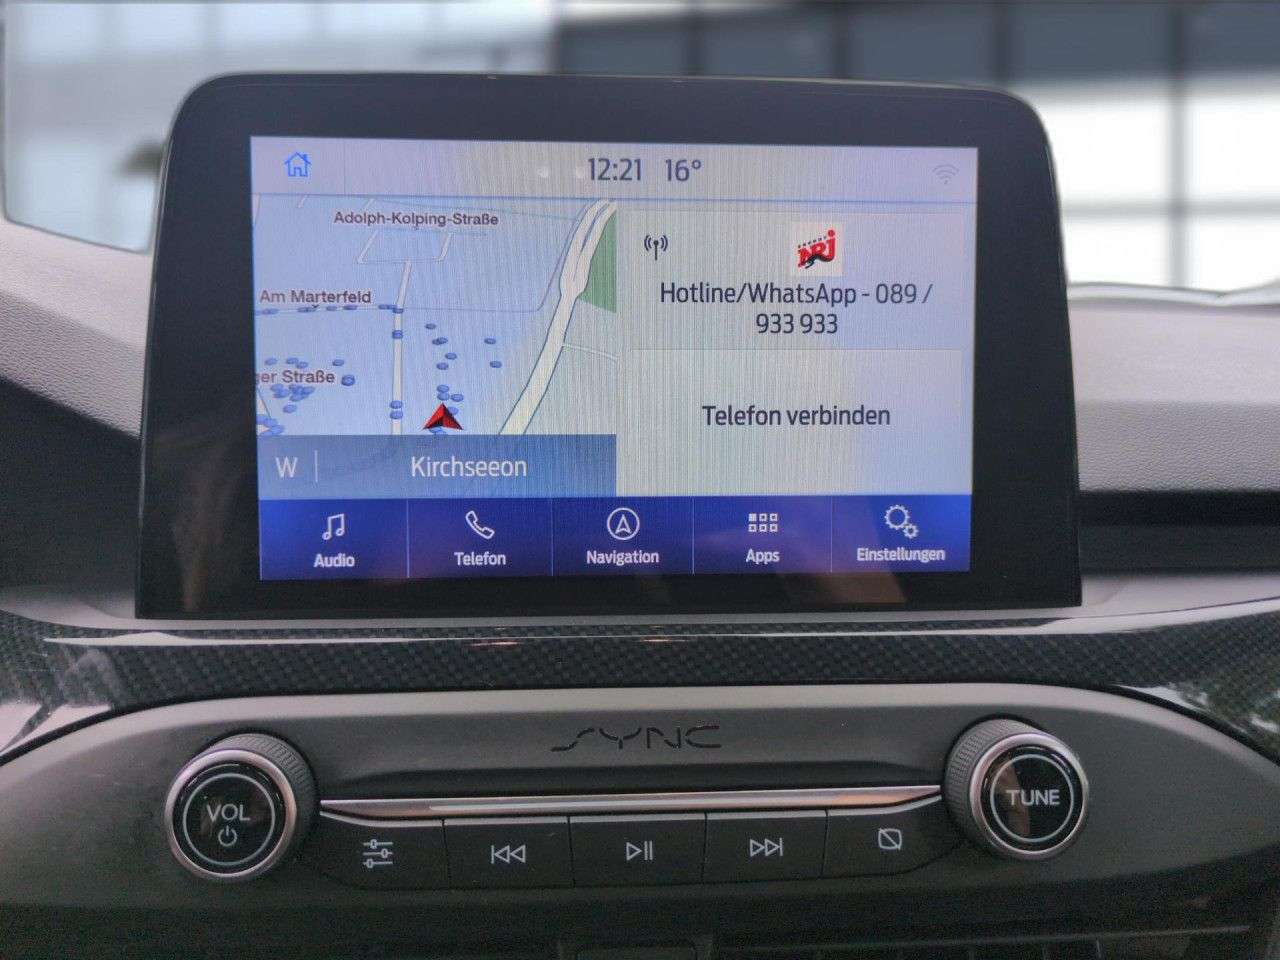 12:21 16°
Adolph-Kolping-Straße
Am Marterfeld
er Straße
W Kirchseeon
NRJ
Hotline/WhatsApp - 089 /
933 933
Telefon verbinden
Audio Telefon Navigation Apps Einstellungen
SYNC
VOL
TUNE